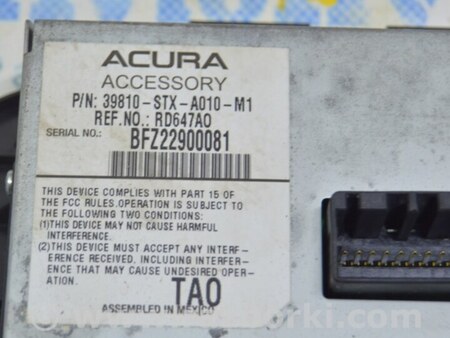 ACURA
ACCESSORY
P/N: 39810-STX-A010-M1
REF.NO.: RD647A0
SERIAL NO.: BFZ22900081
THIS DEVICE COMPLIES WITH PART 15 OF
THE FCC RULES.OPERATION IS SUBJECT TO
THE FOLLOWING TWO CONDITIONS:
(1)THIS DEVICE MAY NOT CAUSE HARMFUL
INTERFERENCE.
(2)THIS DEVICE MUST ACCEPT ANY INTERF-
ERENCE RECEIVED, INCLUDING INTERFER-
ENCE THAT MAY CAUSE UNDESIRED OPER-
ATION.
TA0
ASSEMBLED IN MEXICO